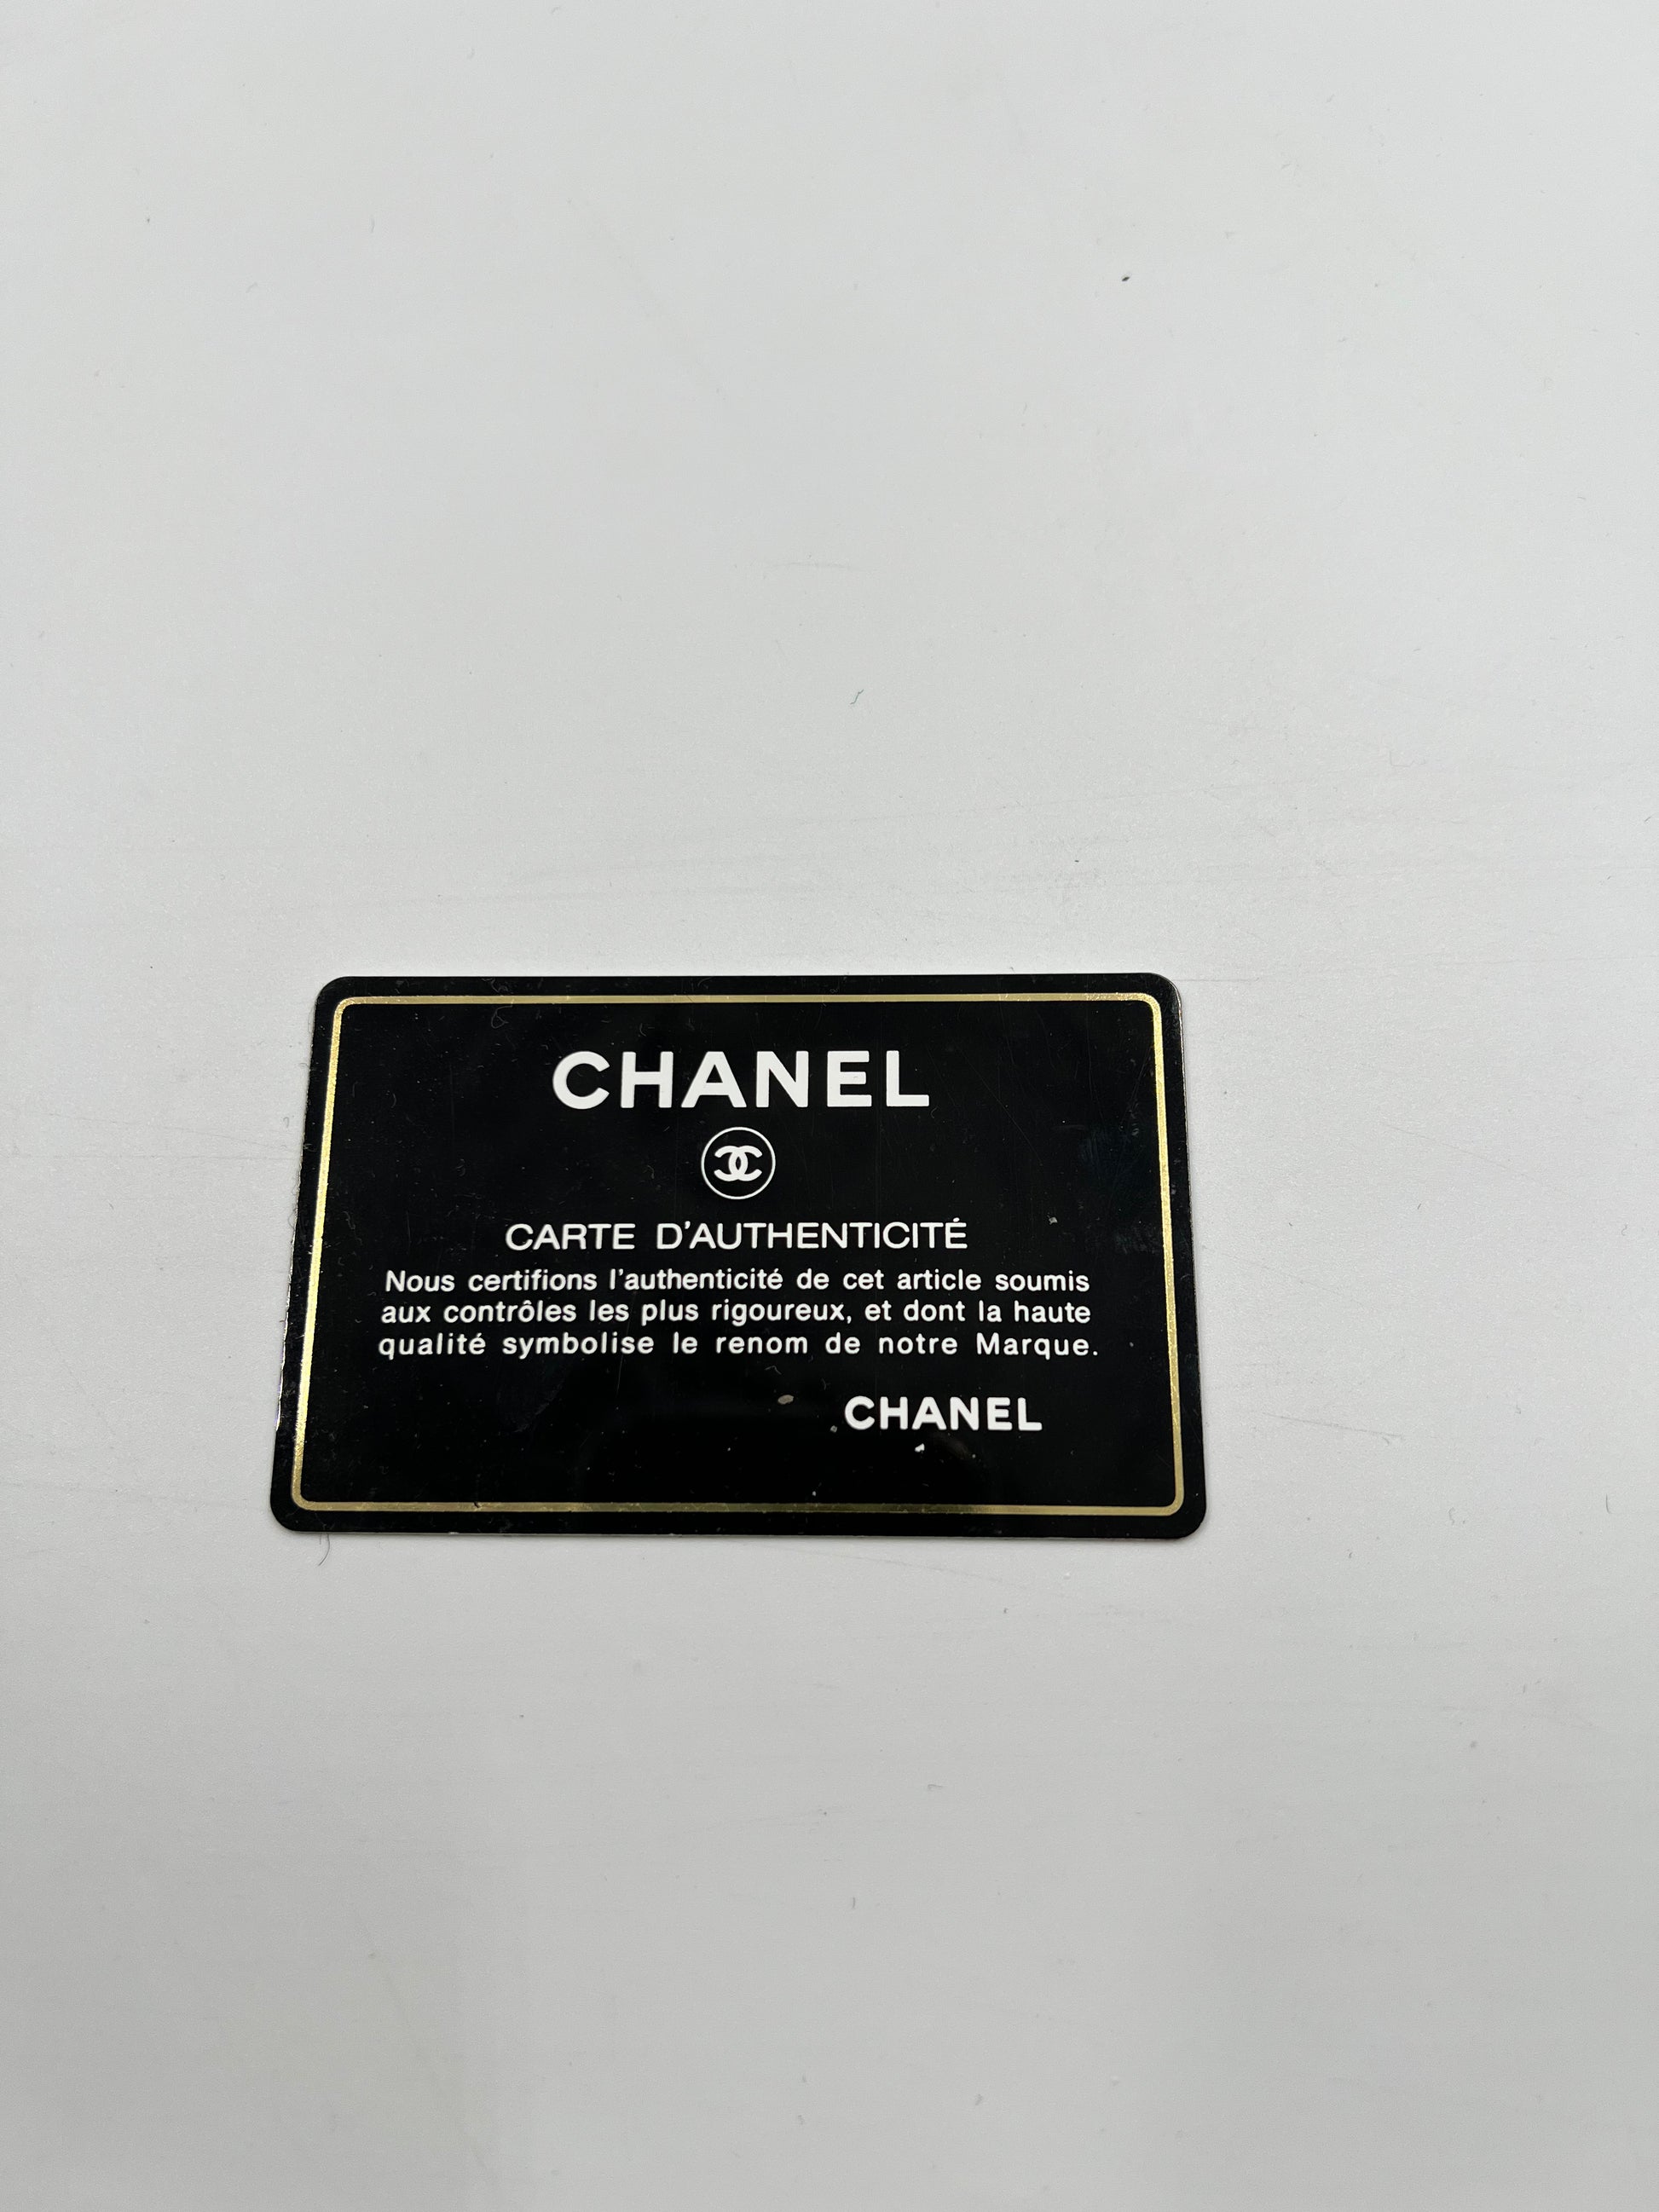 CHANEL
CARTE D'AUTHENTICITÉ
Nous certifions l'authenticité de cet article soumis
aux contrôles les plus rigoureux, et dont la haute
qualité symbolise le renom de notre Marque.
CHANEL